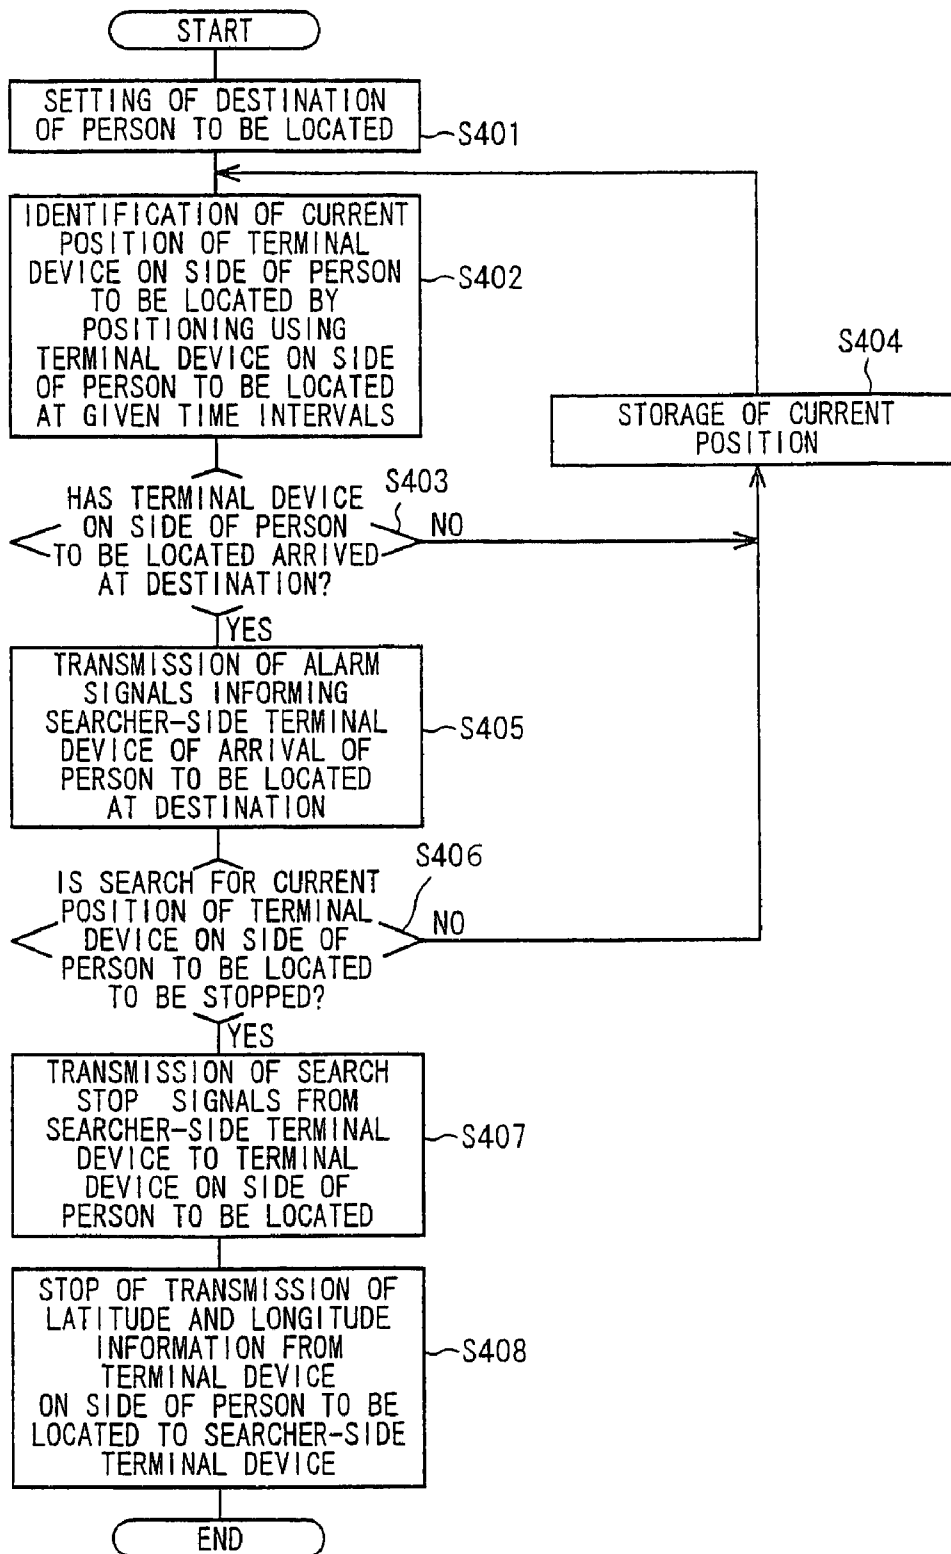 START
SETTING OF DESTINATION
OF PERSON TO BE LOCATED
S401
IDENTIFICATION OF CURRENT
POSITION OF TERMINAL
DEVICE ON SIDE OF PERSON
TO BE LOCATED BY
POSITIONING USING
TERMINAL DEVICE ON SIDE
OF PERSON TO BE LOCATED
AT GIVEN TIME INTERVALS
S402
S404
STORAGE OF CURRENT
POSITION
HAS TERMINAL DEVICE
ON SIDE OF PERSON
TO BE LOCATED ARRIVED
AT DESTINATION?
S403
NO
YES
TRANSMISSION OF ALARM
SIGNALS INFORMING
SEARCHER-SIDE TERMINAL
DEVICE OF ARRIVAL OF
PERSON TO BE LOCATED
AT DESTINATION
S405
IS SEARCH FOR CURRENT
POSITION OF TERMINAL
DEVICE ON SIDE OF
PERSON TO BE LOCATED
TO BE STOPPED?
S406
NO
YES
TRANSMISSION OF SEARCH
STOP SIGNALS FROM
SEARCHER-SIDE TERMINAL
DEVICE TO TERMINAL
DEVICE ON SIDE OF
PERSON TO BE LOCATED
S407
STOP OF TRANSMISSION OF
LATITUDE AND LONGITUDE
INFORMATION FROM
TERMINAL DEVICE
ON SIDE OF PERSON TO BE
LOCATED TO SEARCHER-SIDE
TERMINAL DEVICE
S408
END